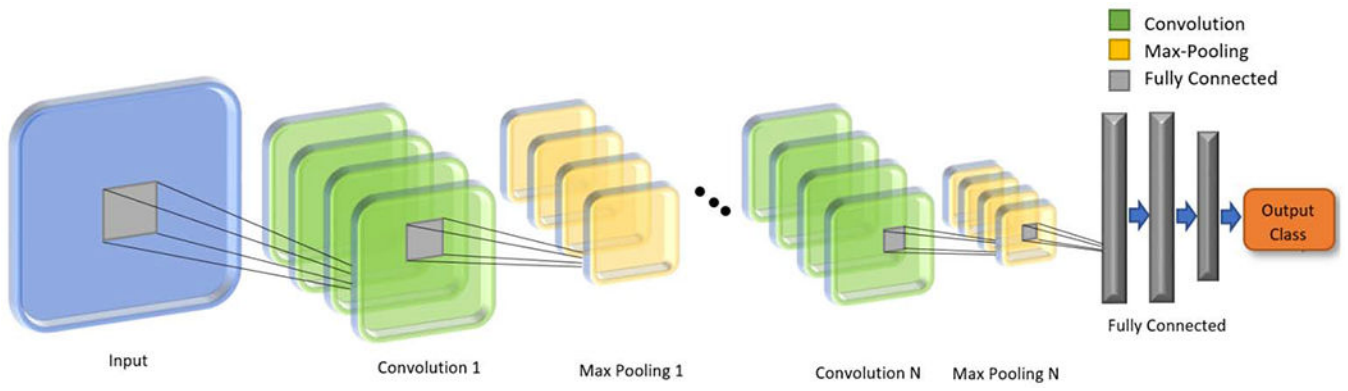 Convolution
Max-Pooling
Fully Connected
Output
Class
Fully Connected
Input
Convolution 1
Max Pooling 1
Convolution N
Max Pooling N